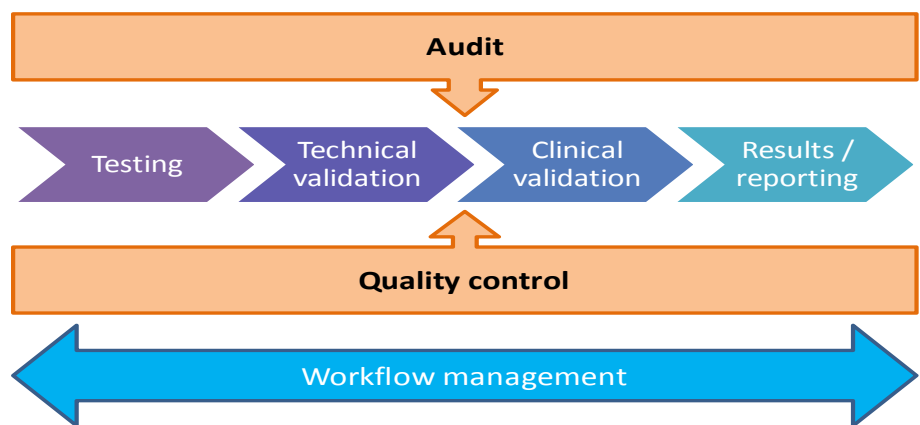 Audit
Testing
Technical
validation
Clinical
validation
Results /
reporting
Quality control
Workflow management